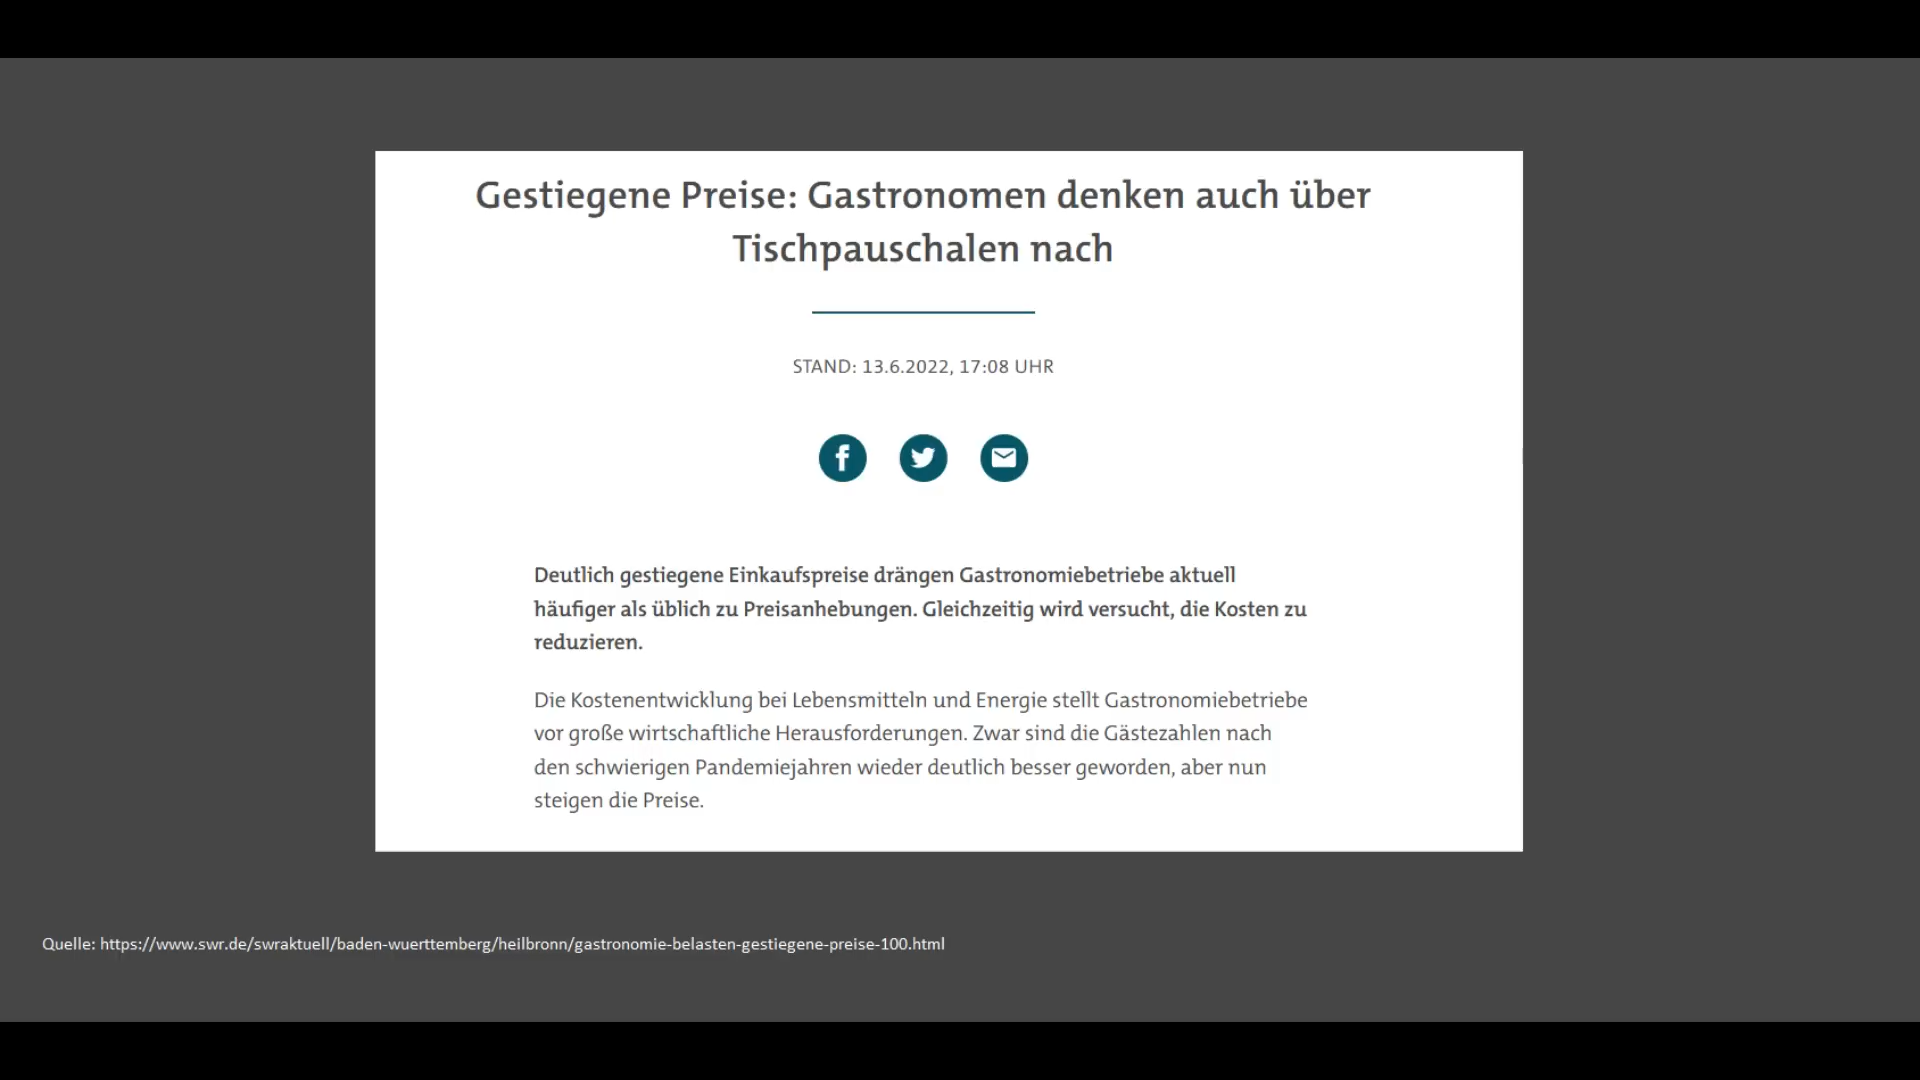 Gestiegene Preise: Gastronomen denken auch über
Tischpauschalen nach
STAND: 13.6.2022, 17:08 UHR
Deutlich gestiegene Einkaufspreise drängen Gastronomiebetriebe aktuell
häufiger als üblich zu Preisanhebungen. Gleichzeitig wird versucht, die Kosten zu
reduzieren.
Die Kostenentwicklung bei Lebensmitteln und Energie stellt Gastronomiebetriebe
vor große wirtschaftliche Herausforderungen. Zwar sind die Gästezahlen nach
den schwierigen Pandemiejahren wieder deutlich besser geworden, aber nun
steigen die Preise.
Quelle: https://www.swr.de/swraktuell/baden-wuerttemberg/heilbronn/gastronomie-belasten-gestiegene-preise-100.html